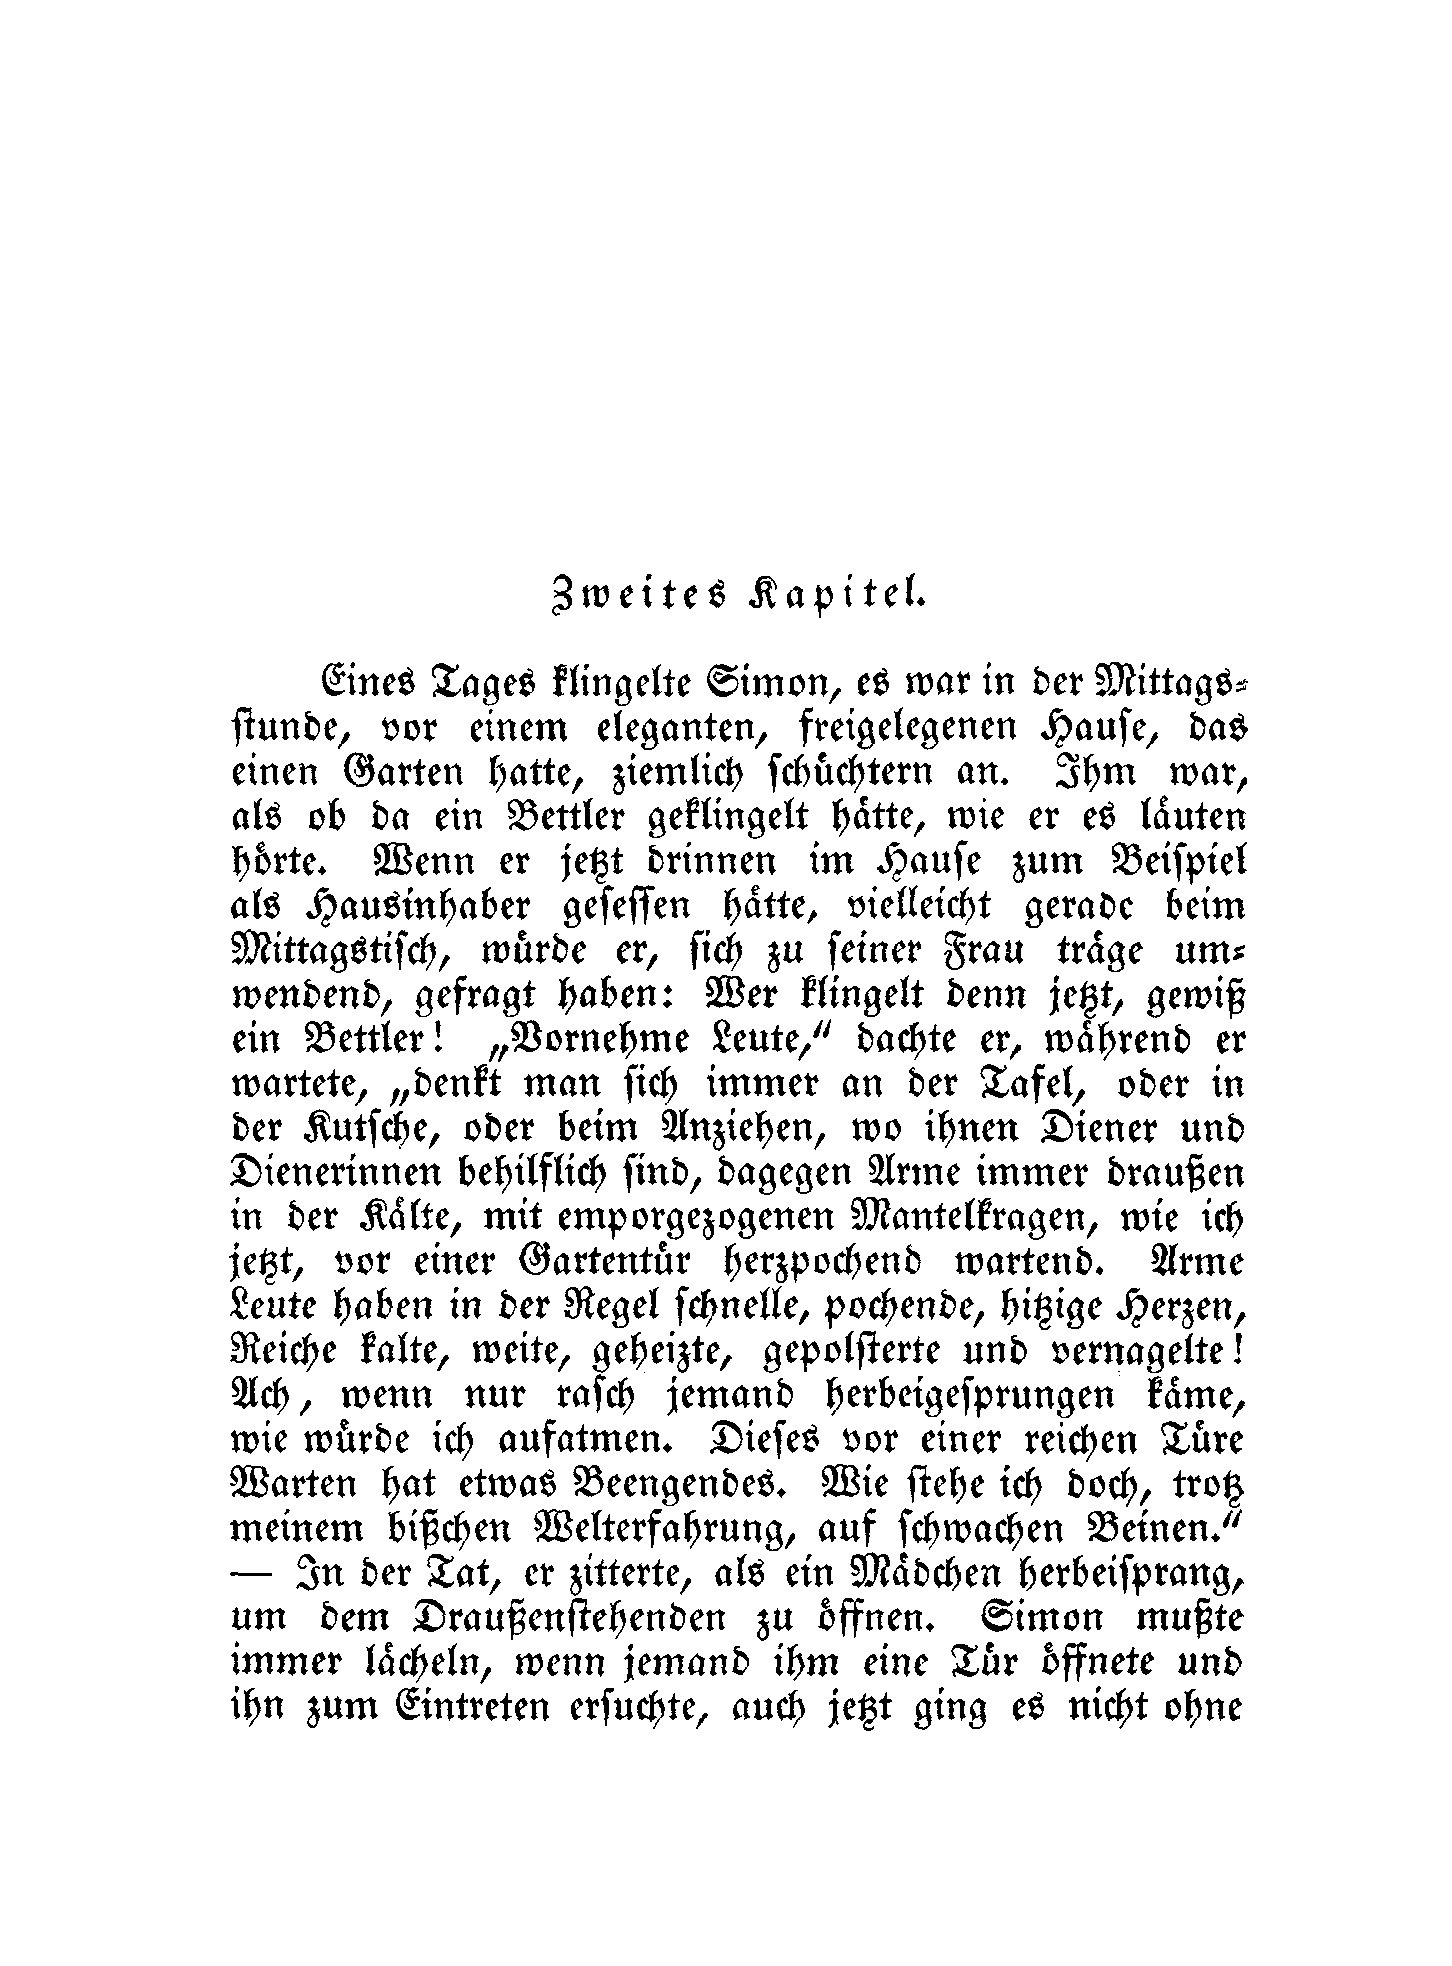 Zweites Kapitel.
Eines Tages klingelte Simon, es war in der Mittags-
stunde, vor einem eleganten, freigelegenen Hause, das
einen Garten hatte, ziemlich schüchtern an. Ihm war,
als ob da ein Bettler geklingelt hätte, wie er es läuten
hörte. Wenn er jetzt drinnen im Hause zum Beispiel
als Hausinhaber gesessen hätte, vielleicht gerade beim
Mittagstisch, würde er, sich zu seiner Frau träge um-
wendend, gefragt haben: Wer klingelt denn jetzt, gewiß
ein Bettler! „Vornehme Leute,“ dachte er, während er
wartete, „denkt man sich immer an der Tafel, oder in
der Kutsche, oder beim Anziehen, wo ihnen Diener und
Dienerinnen behilflich sind, dagegen Arme immer draußen
in der Kälte, mit emporgezogenen Mantelkragen, wie ich
jetzt, vor einer Gartentür herzpochend wartend. Arme
Leute haben in der Regel schnelle, pochende, hitzige Herzen,
Reiche kalte, weite, geheizte, gepolsterte und vernagelte!
Ach, wenn nur rasch jemand herbeigesprungen käme,
wie würde ich aufatmen. Dieses vor einer reichen Türe
Warten hat etwas Beengendes. Wie stehe ich doch, trotz
meinem bißchen Welterfahrung, auf schwachen Beinen.“
— In der Tat, er zitterte, als ein Mädchen herbeisprang,
um dem Draußenstehenden zu öffnen. Simon mußte
immer lächeln, wenn jemand ihm eine Tür öffnete und
ihn zum Eintreten ersuchte, auch jetzt ging es nicht ohne